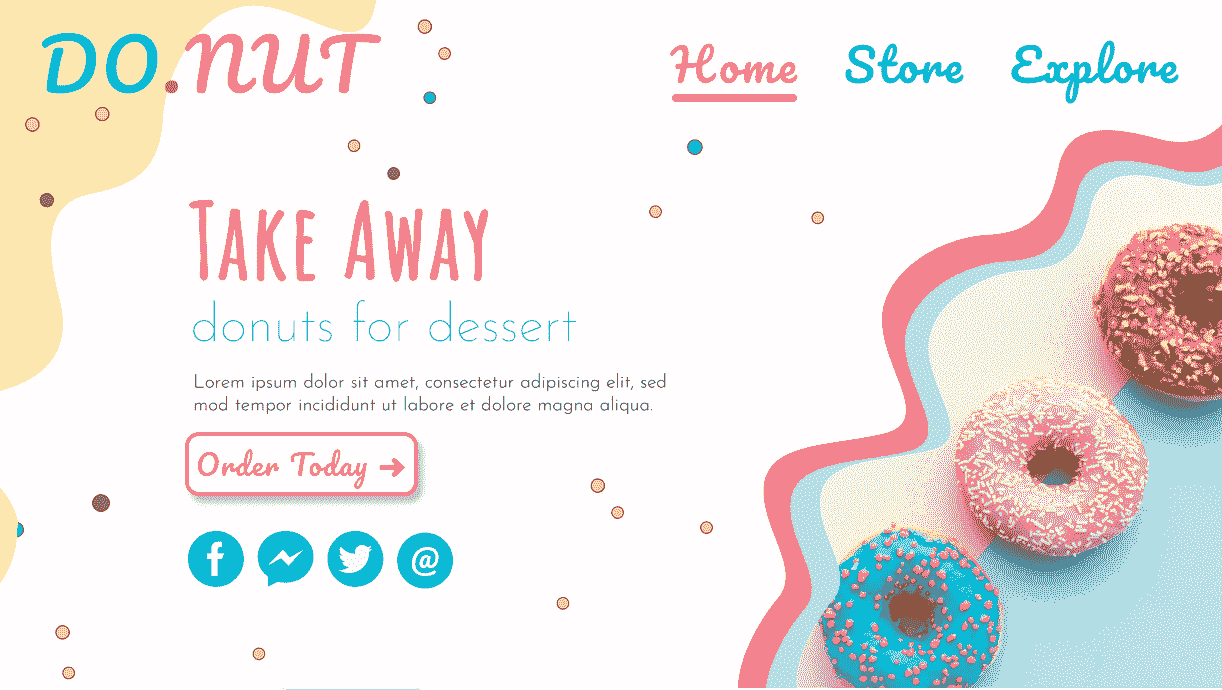 DO.NUT
Home Store Explore
TAKE AWAY
donuts for dessert
Lorem ipsum dolor sit amet, consectetur adipiscing elit, sed
mod tempor incididunt ut labore et dolore magna aliqua.
Order Today →
f
@